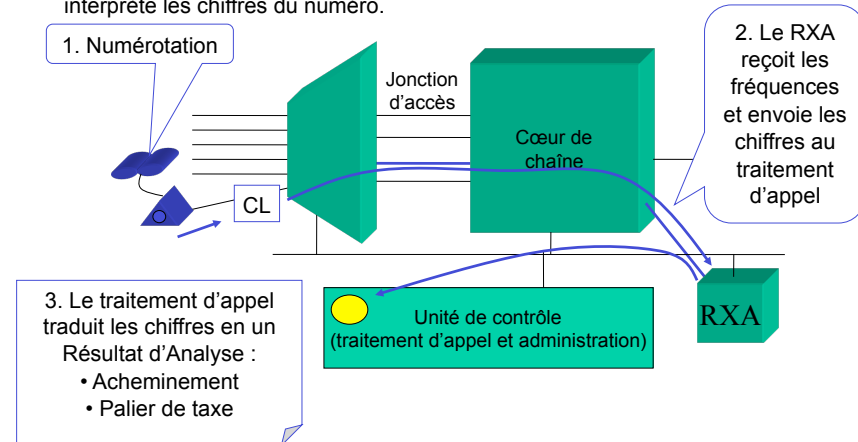 interprète les chiffres du numéro.
1. Numérotation
Jonction
d’accès
Cœur de
chaîne
2. Le RXA
reçoit les
fréquences
et envoie les
chiffres au
traitement
d’appel
CL
3. Le traitement d’appel
traduit les chiffres en un
Résultat d’Analyse :
• Acheminement
• Palier de taxe
Unité de contrôle
(traitement d’appel et administration)
RXA